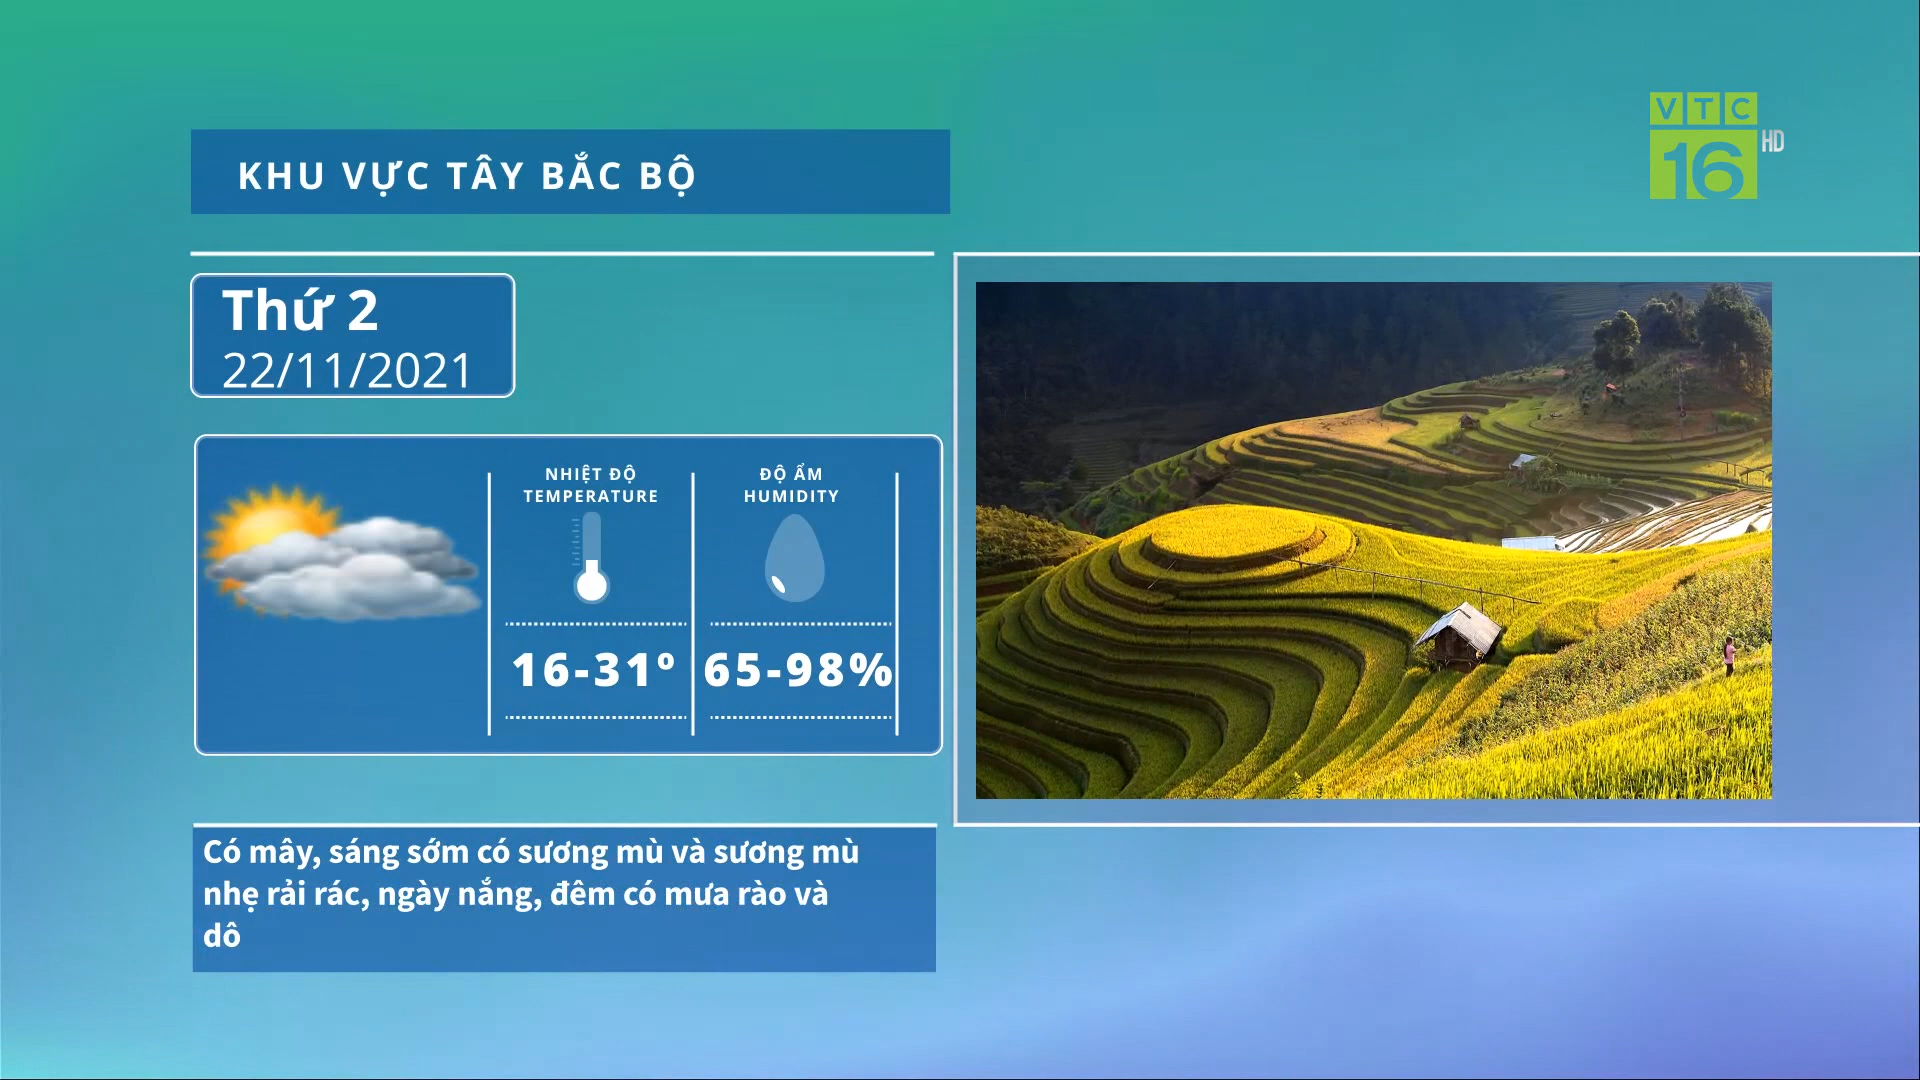 VTC
16 HD
KHU VỰC TÂY BẮC BỘ
Thứ 2
22/11/2021
NHIỆT ĐỘ
TEMPERATURE
16-31°
ĐỘ ẨM
HUMIDITY
65-98%
Có mây, sáng sớm có sương mù và sương mù
nhẹ rải rác, ngày nắng, đêm có mưa rào và
dô